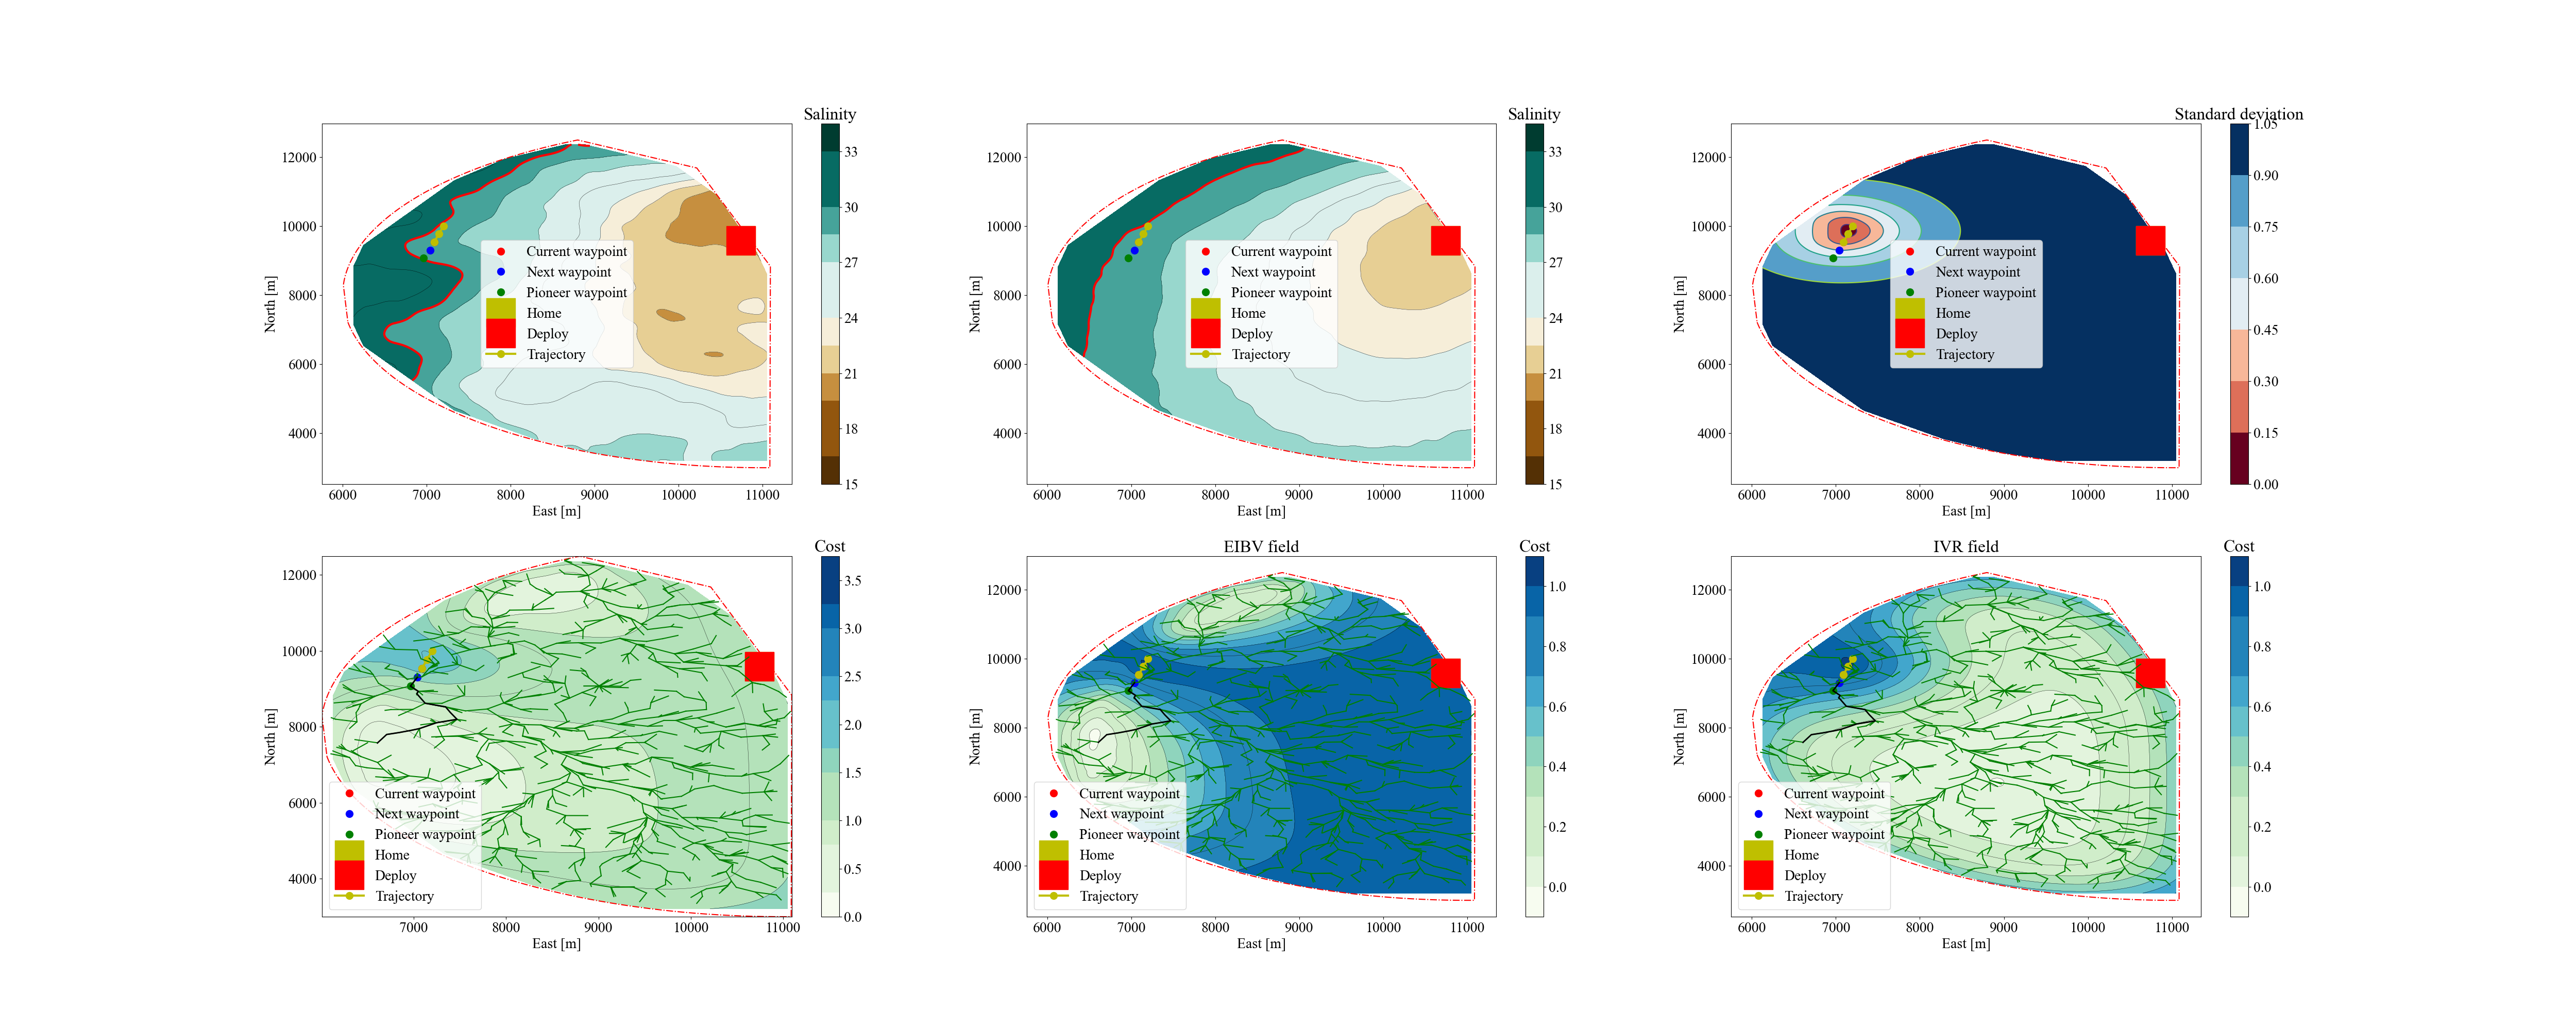 Salinity
12000
10000
8000
6000
4000
North [m]
6000 7000 8000 9000 10000 11000
East [m]
Current waypoint
Next waypoint
Pioneer waypoint
Home
Deploy
Trajectory
33
30
27
24
21
18
15
Salinity
12000
10000
8000
6000
4000
North [m]
6000 7000 8000 9000 10000 11000
East [m]
Current waypoint
Next waypoint
Pioneer waypoint
Home
Deploy
Trajectory
33
30
27
24
21
18
15
Standard deviation
12000
10000
8000
6000
4000
North [m]
6000 7000 8000 9000 10000 11000
East [m]
Current waypoint
Next waypoint
Pioneer waypoint
Home
Deploy
Trajectory
1.05
0.90
0.75
0.60
0.45
0.30
0.15
0.00
Cost
12000
10000
8000
6000
4000
North [m]
7000 8000 9000 10000 11000
East [m]
Current waypoint
Next waypoint
Pioneer waypoint
Home
Deploy
Trajectory
3.5
3.0
2.5
2.0
1.5
1.0
0.5
0.0
EIBV field
Cost
12000
10000
8000
6000
4000
North [m]
6000 7000 8000 9000 10000 11000
East [m]
Current waypoint
Next waypoint
Pioneer waypoint
Home
Deploy
Trajectory
1.0
0.8
0.6
0.4
0.2
0.0
IVR field
Cost
12000
10000
8000
6000
4000
North [m]
6000 7000 8000 9000 10000 11000
East [m]
Current waypoint
Next waypoint
Pioneer waypoint
Home
Deploy
Trajectory
1.0
0.8
0.6
0.4
0.2
0.0